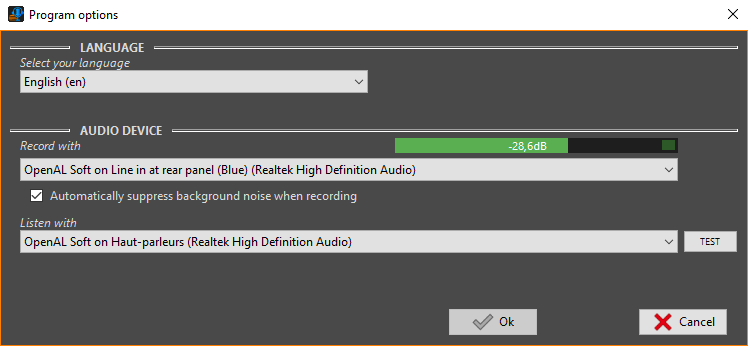 Program options
LANGUAGE
Select your language
English (en)
AUDIO DEVICE
Record with
-28,6dB
OpenAL Soft on Line in at rear panel (Blue) (Realtek High Definition Audio)
Automatically suppress background noise when recording
Listen with
OpenAL Soft on Haut-parleurs (Realtek High Definition Audio)
TEST
Ok
Cancel